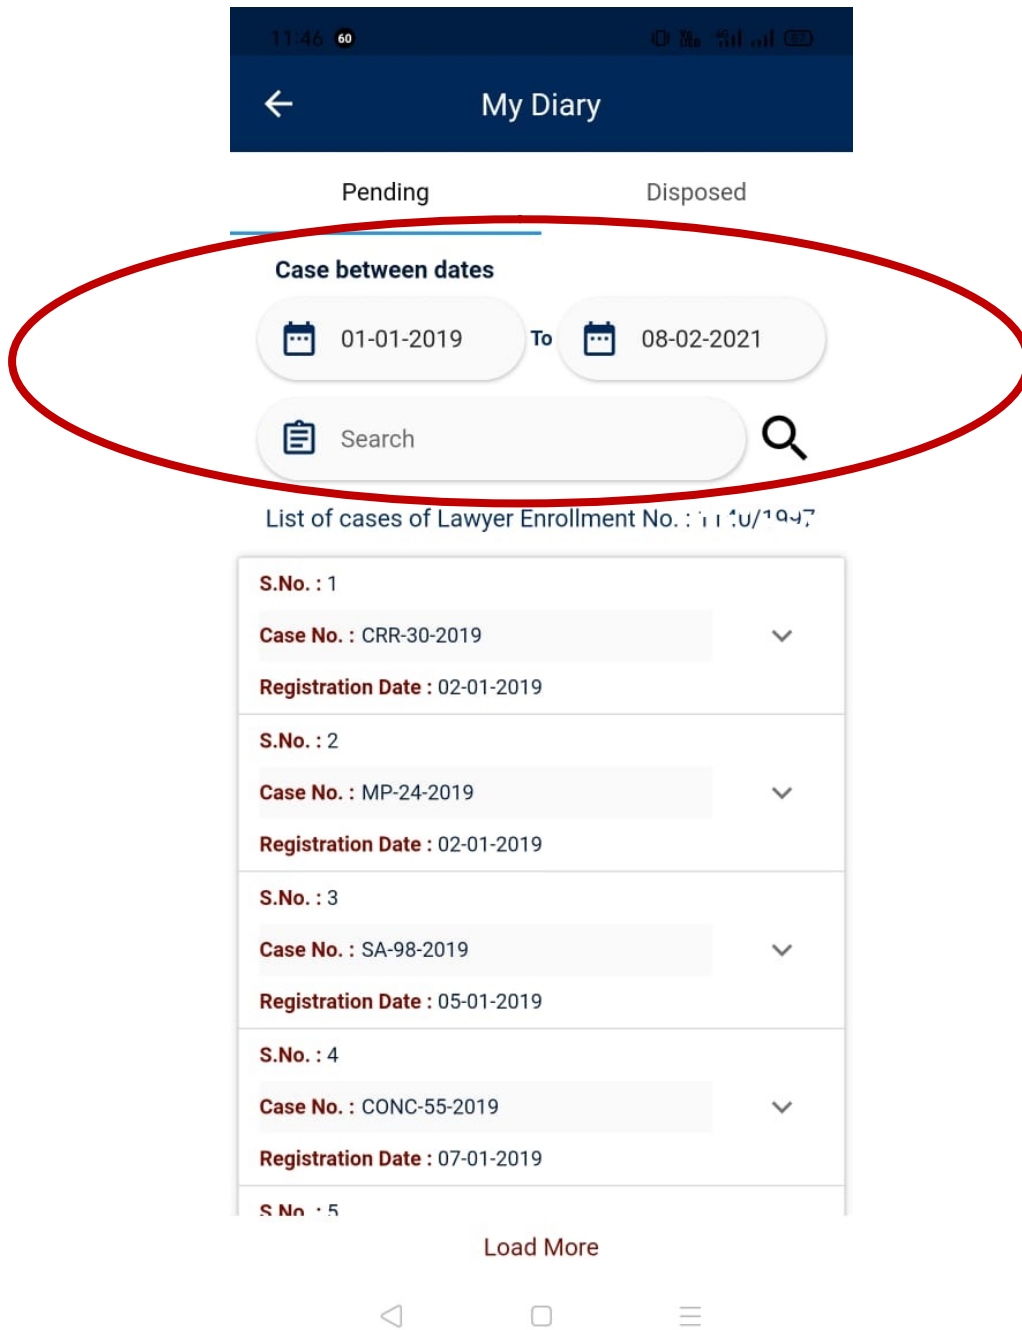 11:46 60
My Diary
Pending Disposed
Case between dates
01-01-2019 To 08-02-2021
Search
List of cases of Lawyer Enrollment No. :
S.No. : 1
Case No. : CRR-30-2019
Registration Date : 02-01-2019
S.No. : 2
Case No. : MP-24-2019
Registration Date : 02-01-2019
S.No. : 3
Case No. : SA-98-2019
Registration Date : 05-01-2019
S.No. : 4
Case No. : CONC-55-2019
Registration Date : 07-01-2019
S.No. : 5
Load More